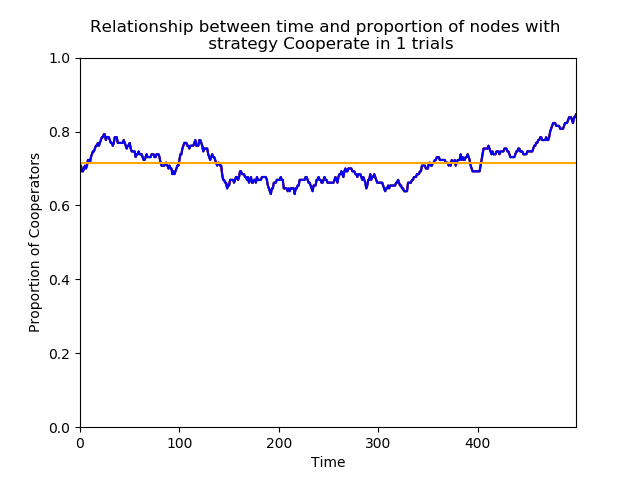 Relationship between time and proportion of nodes with
strategy Cooperate in 1 trials
1.0
0.8
0.6
0.4
0.2
0.0
Proportion of Cooperators
0 100 200 300 400
Time